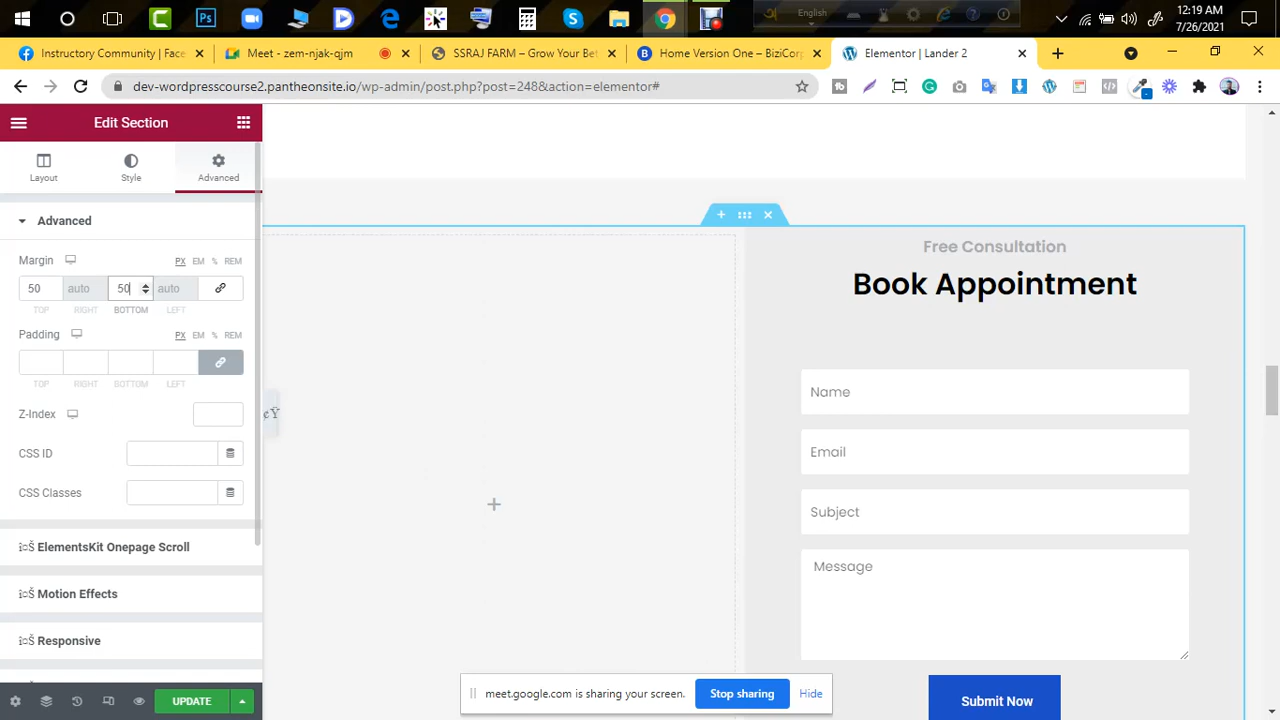 English
12:19 AM
7/26/2021
Instructory Community | Face
Meet - zem-njak-qjm
SSRAJ FARM – Grow Your Bet
Home Version One – BiziCorp
Elementor | Lander 2
dev-wordpresscourse2.pantheonsite.io/wp-admin/post.php?post=248&action=elementor#
Edit Section
Layout
Style
Advanced
Advanced
Margin
PX EM % REM
50 auto 50 auto
TOP RIGHT BOTTOM LEFT
Padding
PX EM % REM
TOP RIGHT BOTTOM LEFT
Z-Index
CSS ID
CSS Classes
ElementsKit Onepage Scroll
Motion Effects
Responsive
UPDATE
Free Consultation
Book Appointment
Name
Email
Subject
Message
Submit Now
meet.google.com is sharing your screen.
Stop sharing
Hide